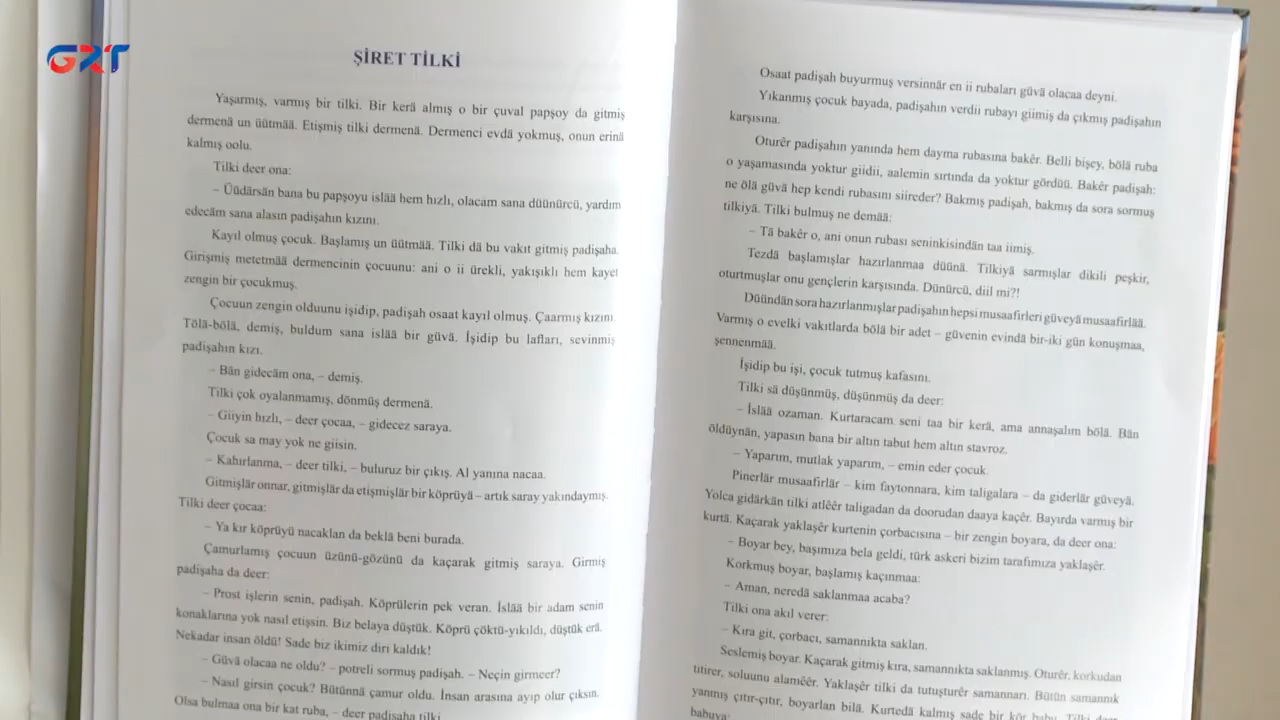 GRT
ŞİRET TİLKİ
Yaşarmış, varmış bir tilki. Bir kerä almış o bir çuval papşoy da gitmiş
dermenä un üütmää. Etişmiş tilki dermenä. Dermenci evdä yokmuş, onun erinä
kalmış oolu.
Tilki deer ona:
– Üüdärsän bana bu papşoyu islää hem hızlı, olacam sana düünürcü, yardım
edecäm sana alasın padişahın kızını.
Kayıl olmuş çocuk. Başlamış un üütmää. Tilki dä bu vakıt gitmiş padişaha.
Girişmiş metetmää dermencinin çocuunu: ani o ii ürekli, yakışıklı hem kayet
zengin bir çocukmuş.
Çocuun zengin olduunu işidip, padişah osaat kayıl olmuş. Çaarmış kızını.
Tölä-bölä, demiş, buldum sana islää bir güvä. İşidip bu lafları, sevinmiş
padişahın kızı.
– Bän gidecäm ona, – demiş.
Tilki çok oyalanmamış, dönmüş dermenä.
– Giiyin hızlı, – deer çocaa, – gidecez saraya.
Çocuk sa may yok ne giisin.
– Kahırlanma, – deer tilki, – buluruz bir çıkış. Al yanına nacaa.
Gitmişlär onnar, gitmişlär da etişmişlär bir köprüyä – artık saray yakındaymış.
Tilki deer çocaa:
– Ya kır köprüyü nacaklan da beklä beni burada.
Çamurlamış çocuun üzünü-gözünü da kaçarak gitmiş saraya. Girmiş
padişaha da deer:
– Prost işlerin senin, padişah. Köprülerin pek veran. İslää bir adam senin
konaklarına yok nasıl etişsin. Biz belaya düştük. Köprü çöktü-yıkıldı, düştük erä.
Nekadar insan öldü! Sade biz ikimiz diri kaldık!
– Güvä olacaa ne oldu? – potreli sormuş padişah. – Neçin girmeer?
– Nasıl girsin çocuk? Bütünnä çamur oldu. İnsan arasına ayıp olur çıksın.
Olsa bulmaa ona bir kat ruba, – deer padişaha tilki.
Osaat padişah buyurmuş versinnär en ii rubaları güvä olacaa deyni.
Yıkanmış çocuk bayada, padişahın verdii rubayı giimiş da çıkmış padişahın
karşısına.
Oturêr padişahın yanında hem dayma rubasına bakêr. Belli bişey, bölä ruba
o yaşamasında yoktur giidii, aalemin sırtında da yoktur gördüü. Bakêr padişah:
ne ölä güvä hep kendi rubasını siireder? Bakmış padişah, bakmış da sora sormuş
tilkiyä. Tilki bulmuş ne demää:
– Tä bakêr o, ani onun rubası seninkisindän taa iimiş.
Tezdä başlamışlar hazırlanmaa düünä. Tilkiyä sarmışlar dikili peşkir,
oturtmuşlar onu gençlerin karşısında. Dünürcü, diil mi?!
Düündän sora hazırlanmışlar padişahın hepsi musaafirleri güveyä musaafirlää.
Varmış o evelki vakıtlarda bölä bir adet – güvenin evindä bir-iki gün konuşmaa,
şennenmää.
İşidip bu işi, çocuk tutmuş kafasını.
Tilki sä düşünmüş, düşünmüş da deer:
– İslää ozaman. Kurtaracam seni taa bir kerä, ama annaşalım bölä. Bän
öldüynän, yapasın bana bir altın tabut hem altın stavroz.
– Yaparım, mutlak yaparım, – emin eder çocuk.
Pinerlär musaafirlär – kim faytonnara, kim taligalara – da giderlär güveyä.
Yolca gidärkän tilki atlêêr taligadan da doorudan daaya kaçêr. Bayırda varmış bir
kurtä. Kaçarak yaklaşêr kurtenin çorbacısına – bir zengin boyara, da deer ona:
– Boyar bey, başımıza bela geldi, türk askeri bizim tarafımıza yaklaşêr.
Korkmuş boyar, başlamış kaçınmaa:
– Aman, neredä saklanmaa acaba?
Tilki ona akıl verer:
– Kıra git, çorbacı, samannıkta saklan.
Seslemiş boyar. Kaçarak gitmiş kıra, samannıkta saklanmış. Oturêr, korkudan
titirer, soluunu alamêêr. Yaklaşêr tilki da tutuşturêr samannarı. Bütün samannık
yanmış çıtır-çıtır, boyarlan bilä. Kurtedä kalmış sade bir kör babu. Tilki deer
babuya: